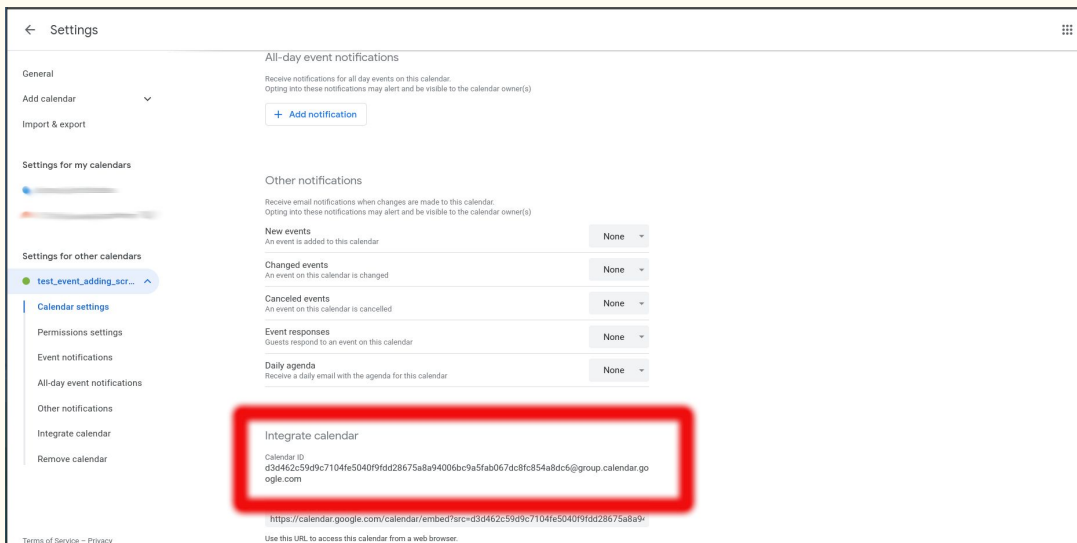 Settings
General
Add calendar
Import & export
Settings for my calendars
Settings for other calendars
test_event_adding_scr...
Calendar settings
Permissions settings
Event notifications
All-day event notifications
Other notifications
Integrate calendar
Remove calendar
Terms of Service – Privacy
All-day event notifications
Receive notifications for all day events on this calendar.
Opting into these notifications may alert and be visible to the calendar owner(s)
+ Add notification
Other notifications
Receive email notifications when changes are made to this calendar.
Opting into these notifications may alert and be visible to the calendar owner(s)
New events
An event is added to this calendar
None
Changed events
An event on this calendar is changed
None
Canceled events
An event on this calendar is cancelled
None
Event responses
Guests respond to an event on this calendar
None
Daily agenda
Receive a daily email with the agenda for this calendar
None
Integrate calendar
Calendar ID
d3d462c59d9c7104fe5040f9fdd28675a8a94006bc9a5fab067dc8fc854a8dc6@group.calendar.go
ogle.com
https://calendar.google.com/calendar/embed?src=d3d462c59d9c7104fe5040f9fdd28675a8a9
Use this URL to access this calendar from a web browser.